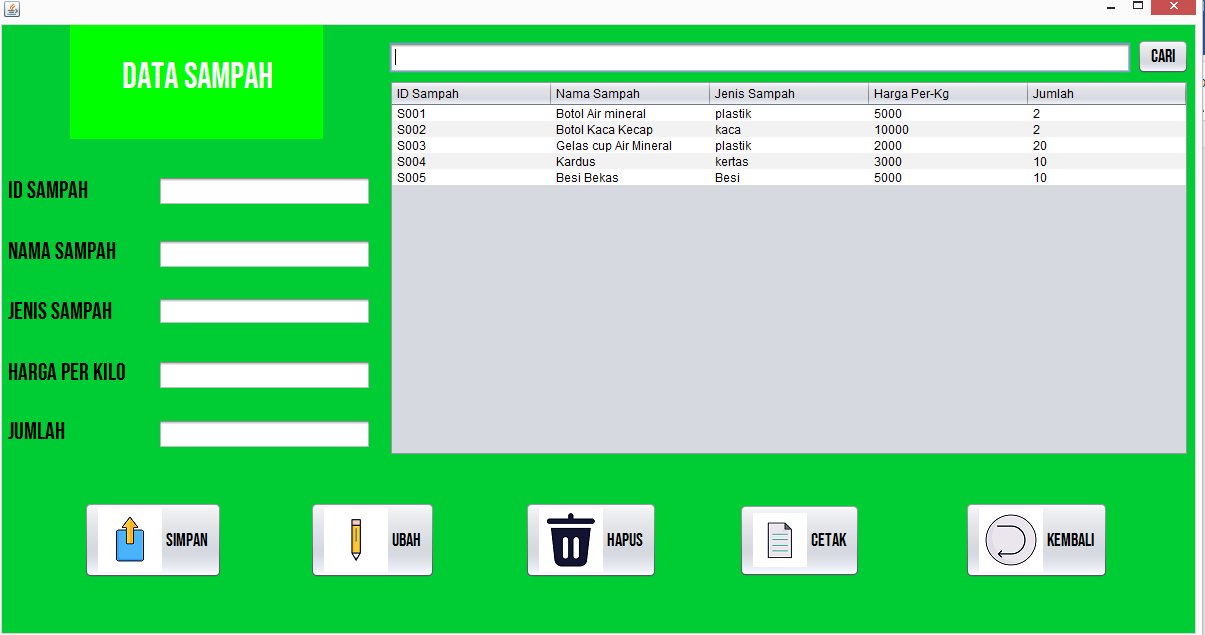 DATA SAMPAH
CARI
ID Sampah Nama Sampah Jenis Sampah Harga Per-Kg Jumlah
S001 Botol Air mineral plastik 5000 2
S002 Botol Kaca Kecap kaca 10000 2
S003 Gelas cup Air Mineral plastik 2000 20
S004 Kardus kertas 3000 10
S005 Besi Bekas Besi 5000 10
ID SAMPAH
NAMA SAMPAH
JENIS SAMPAH
HARGA PER KILO
JUMLAH
SIMPAN UBAH HAPUS CETAK KEMBALI